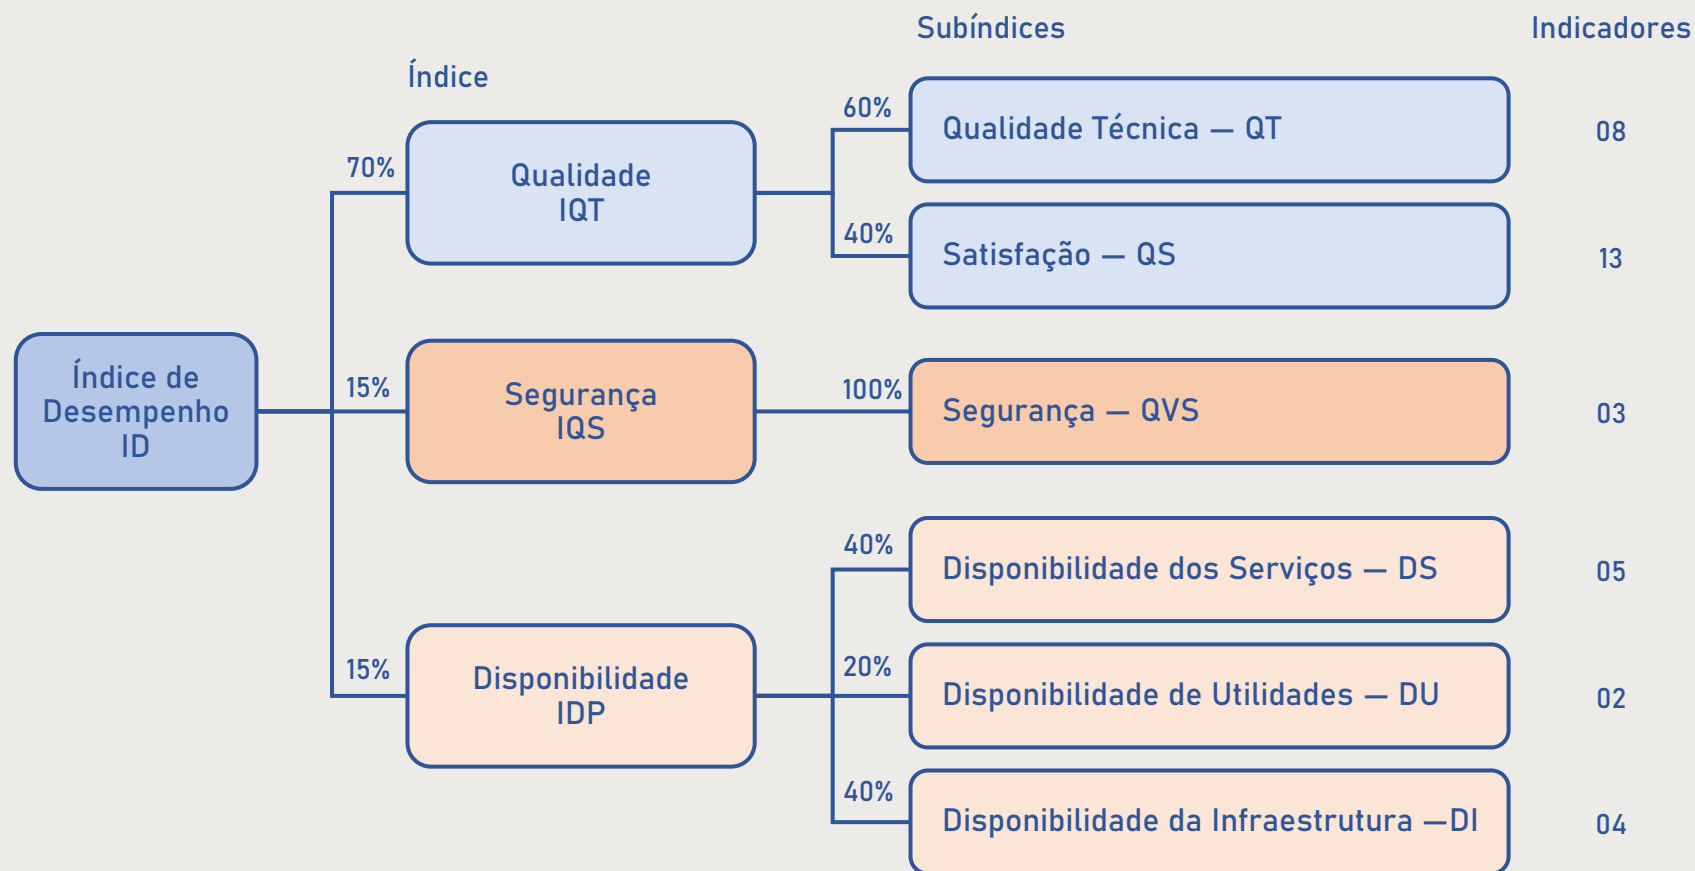 Subíndices
Indicadores
Índice
60%
Qualidade Técnica — QT
08
70%
Qualidade
IQT
40%
Satisfação — QS
13
Índice de
Desempenho
ID
15%
Segurança
IQS
100%
Segurança — QVS
03
40%
Disponibilidade dos Serviços — DS
05
15%
Disponibilidade
IDP
20%
Disponibilidade de Utilidades — DU
02
40%
Disponibilidade da Infraestrutura —DI
04